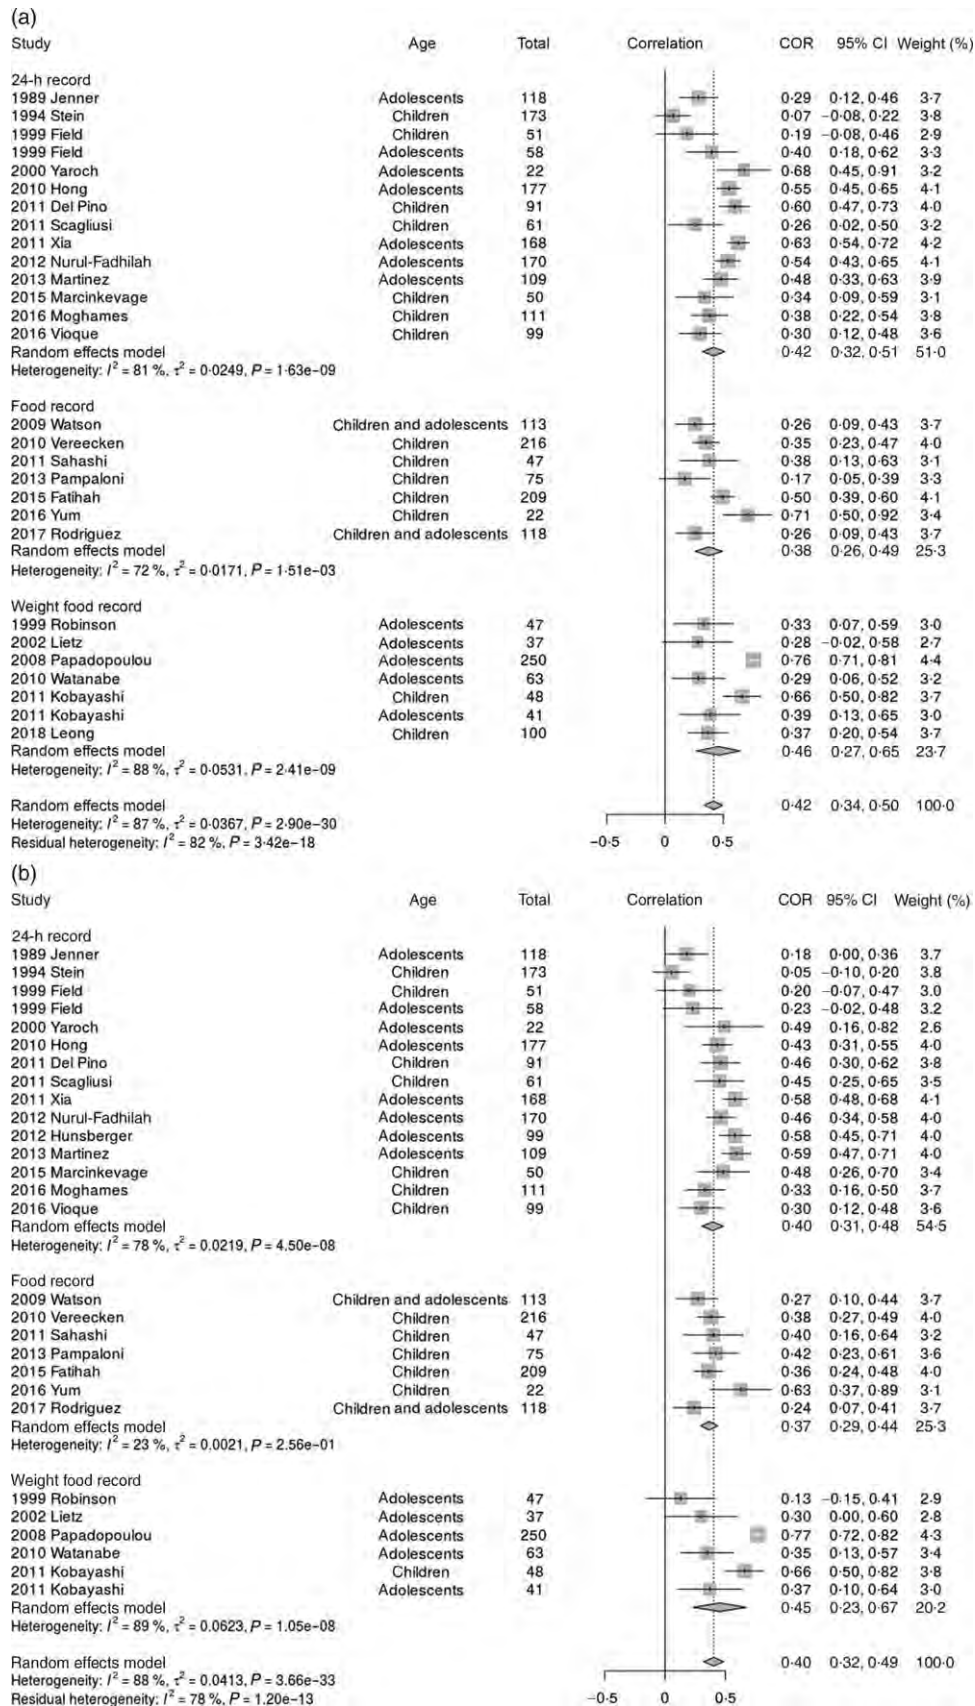 (a)
Study Age Total Correlation COR 95% CI Weight (%)
24-h record
1989 Jenner Adolescents 118 0·29 0·12, 0·46 3·7
1994 Stein Children 173 0·07 −0·08, 0·22 3·8
1999 Field Children 51 0·19 −0·08, 0·46 2·9
1999 Field Adolescents 58 0·40 0·18, 0·62 3·3
2000 Yaroch Adolescents 22 0·68 0·45, 0·91 3·2
2010 Hong Adolescents 177 0·55 0·45, 0·65 4·1
2011 Del Pino Children 91 0·60 0·47, 0·73 4·0
2011 Scagliusi Children 61 0·26 0·02, 0·50 3·2
2011 Xia Adolescents 168 0·63 0·54, 0·72 4·2
2012 Nurul-Fadhilah Adolescents 170 0·54 0·43, 0·65 4·1
2013 Martinez Adolescents 109 0·48 0·33, 0·63 3·9
2015 Marcinkevage Children 50 0·34 0·09, 0·59 3·1
2016 Moghames Children 111 0·38 0·22, 0·54 3·8
2016 Vioque Children 99 0·30 0·12, 0·48 3·6
Random effects model 0·42 0·32, 0·51 51·0
Heterogeneity: I² = 81 %, τ² = 0·0249, P = 1·63e−09
Food record
2009 Watson Children and adolescents 113 0·26 0·09, 0·43 3·7
2010 Vereecken Children 216 0·35 0·23, 0·47 4·0
2011 Sahashi Children 47 0·38 0·13, 0·63 3·1
2013 Pampaloni Children 75 0·17 0·05, 0·39 3·3
2015 Fatihah Children 209 0·50 0·39, 0·60 4·1
2016 Yum Children 22 0·71 0·50, 0·92 3·4
2017 Rodriguez Children and adolescents 118 0·26 0·09, 0·43 3·7
Random effects model 0·38 0·26, 0·49 25·3
Heterogeneity: I² = 72 %, τ² = 0·0171, P = 1·51e−03
Weight food record
1999 Robinson Adolescents 47 0·33 0·07, 0·59 3·0
2002 Lietz Adolescents 37 0·28 −0·02, 0·58 2·7
2008 Papadopoulou Adolescents 250 0·76 0·71, 0·81 4·4
2010 Watanabe Adolescents 63 0·29 0·06, 0·52 3·2
2011 Kobayashi Children 48 0·66 0·50, 0·82 3·7
2011 Kobayashi Adolescents 41 0·39 0·13, 0·65 3·0
2018 Leong Children 100 0·37 0·20, 0·54 3·7
Random effects model 0·46 0·27, 0·65 23·7
Heterogeneity: I² = 88 %, τ² = 0·0531, P = 2·41e−09
Random effects model 0·42 0·34, 0·50 100·0
Heterogeneity: I² = 87 %, τ² = 0·0367, P = 2·90e−30
Residual heterogeneity: I² = 82 %, P = 3·42e−18
−0·5 0 0·5
(b)
Study Age Total Correlation COR 95% CI Weight (%)
24-h record
1989 Jenner Adolescents 118 0·18 0·00, 0·36 3·7
1994 Stein Children 173 0·05 −0·10, 0·20 3·8
1999 Field Children 51 0·20 −0·07, 0·47 3·0
1999 Field Adolescents 58 0·23 −0·02, 0·48 3·2
2000 Yaroch Adolescents 22 0·49 0·16, 0·82 2·6
2010 Hong Adolescents 177 0·43 0·31, 0·55 4·0
2011 Del Pino Children 91 0·46 0·30, 0·62 3·8
2011 Scagliusi Children 61 0·45 0·25, 0·65 3·5
2011 Xia Adolescents 168 0·58 0·48, 0·68 4·1
2012 Nurul-Fadhilah Adolescents 170 0·46 0·34, 0·58 4·0
2012 Hunsberger Adolescents 99 0·58 0·45, 0·71 4·0
2013 Martinez Adolescents 109 0·59 0·47, 0·71 4·0
2015 Marcinkevage Children 50 0·48 0·26, 0·70 3·4
2016 Moghames Children 111 0·33 0·16, 0·50 3·7
2016 Vioque Children 99 0·30 0·12, 0·48 3·6
Random effects model 0·40 0·31, 0·48 54·5
Heterogeneity: I² = 78 %, τ² = 0·0219, P = 4·50e−08
Food record
2009 Watson Children and adolescents 113 0·27 0·10, 0·44 3·7
2010 Vereecken Children 216 0·38 0·27, 0·49 4·0
2011 Sahashi Children 47 0·40 0·16, 0·64 3·2
2013 Pampaloni Children 75 0·42 0·23, 0·61 3·6
2015 Fatihah Children 209 0·36 0·24, 0·48 4·0
2016 Yum Children 22 0·63 0·37, 0·89 3·1
2017 Rodriguez Children and adolescents 118 0·24 0·07, 0·41 3·7
Random effects model 0·37 0·29, 0·44 25·3
Heterogeneity: I² = 23 %, τ² = 0·0021, P = 2·56e−01
Weight food record
1999 Robinson Adolescents 47 0·13 −0·15, 0·41 2·9
2002 Lietz Adolescents 37 0·30 0·00, 0·60 2·8
2008 Papadopoulou Adolescents 250 0·77 0·72, 0·82 4·3
2010 Watanabe Adolescents 63 0·35 0·13, 0·57 3·4
2011 Kobayashi Children 48 0·66 0·50, 0·82 3·8
2011 Kobayashi Adolescents 41 0·37 0·10, 0·64 3·0
Random effects model 0·45 0·23, 0·67 20·2
Heterogeneity: I² = 89 %, τ² = 0·0623, P = 1·05e−08
Random effects model 0·40 0·32, 0·49 100·0
Heterogeneity: I² = 88 %, τ² = 0·0413, P = 3·66e−33
Residual heterogeneity: I² = 78 %, P = 1·20e−13
−0·5 0 0·5